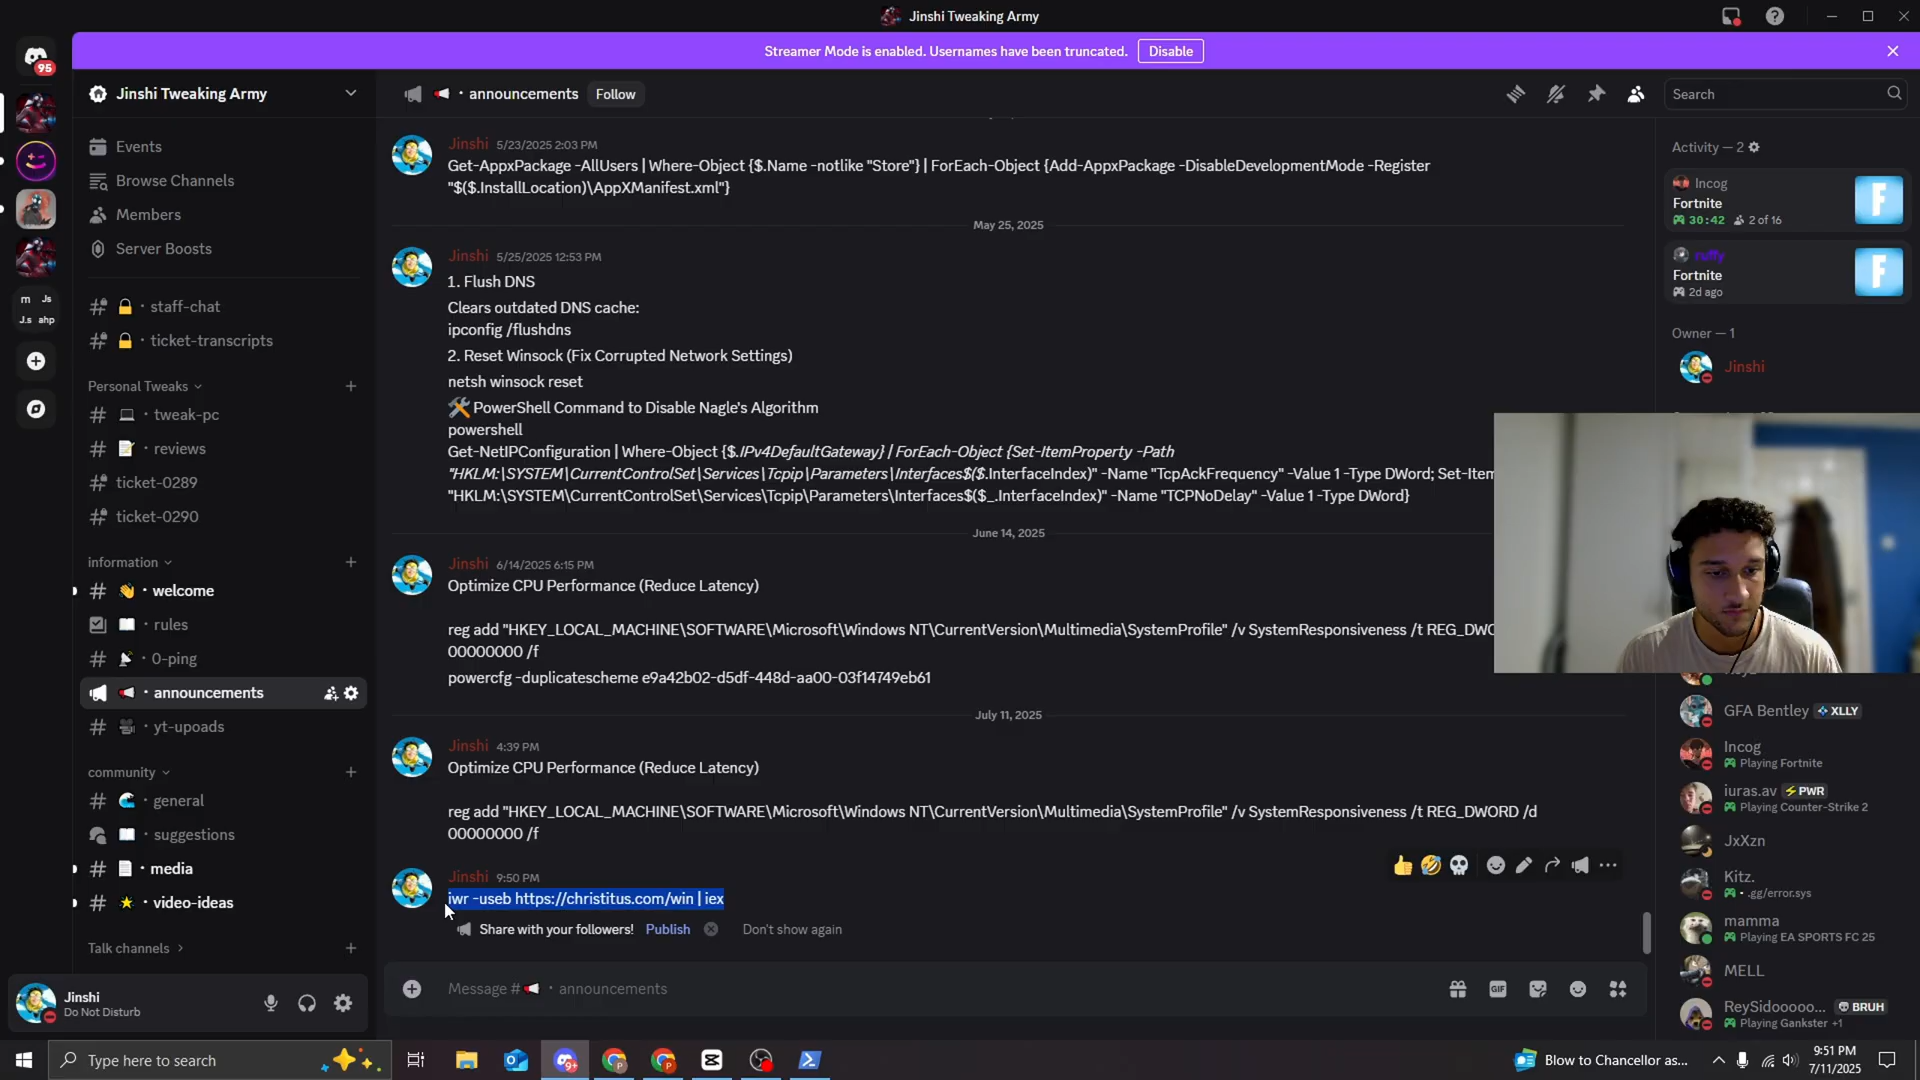 Jinshi Tweaking Army
Streamer Mode is enabled. Usernames have been truncated. Disable
95
Jinshi Tweaking Army
announcements Follow
Search
Events
Browse Channels
Members
Server Boosts
staff-chat
ticket-transcripts
Personal Tweaks
tweak-pc
reviews
ticket-0289
ticket-0290
information
welcome
rules
0-ping
announcements
yt-upoads
community
general
suggestions
media
video-ideas
Talk channels
Jinshi
Do Not Disturb
m Js
J.s ahp
Jinshi 5/23/2025 2:03 PM
Get-AppxPackage -AllUsers | Where-Object {$.Name -notlike "Store"} | ForEach-Object {Add-AppxPackage -DisableDevelopmentMode -Register
"$($.InstallLocation)\AppXManifest.xml"}
May 25, 2025
Jinshi 5/25/2025 12:53 PM
1. Flush DNS
Clears outdated DNS cache:
ipconfig /flushdns
2. Reset Winsock (Fix Corrupted Network Settings)
netsh winsock reset
🛠️PowerShell Command to Disable Nagle's Algorithm
powershell
Get-NetIPConfiguration | Where-Object {$.IPv4DefaultGateway} | ForEach-Object {Set-ItemProperty -Path
"HKLM:\SYSTEM\CurrentControlSet\Services\Tcpip\Parameters\Interfaces$($.InterfaceIndex)" -Name "TcpAckFrequency" -Value 1 -Type DWord; Set-Item
"HKLM:\SYSTEM\CurrentControlSet\Services\Tcpip\Parameters\Interfaces$($_.InterfaceIndex)" -Name "TCPNoDelay" -Value 1 -Type DWord}
June 14, 2025
Jinshi 6/14/2025 6:15 PM
Optimize CPU Performance (Reduce Latency)
reg add "HKEY_LOCAL_MACHINE\SOFTWARE\Microsoft\Windows NT\CurrentVersion\Multimedia\SystemProfile" /v SystemResponsiveness /t REG_DWO
00000000 /f
powercfg -duplicatescheme e9a42b02-d5df-448d-aa00-03f14749eb61
July 11, 2025
Jinshi 4:39 PM
Optimize CPU Performance (Reduce Latency)
reg add "HKEY_LOCAL_MACHINE\SOFTWARE\Microsoft\Windows NT\CurrentVersion\Multimedia\SystemProfile" /v SystemResponsiveness /t REG_DWORD /d
00000000 /f
Jinshi 9:50 PM
iwr -useb https://christitus.com/win | iex
Share with your followers! Publish Don't show again
Message # announcements
GIF
Activity — 2
Incog
Fortnite
30:42 2 of 16
ruffy
Fortnite
2d ago
Owner — 1
Jinshi
GFA Bentley XLLY
Incog
Playing Fortnite
iuras.av PWR
Playing Counter-Strike 2
JxXzn
Kitz.
.gg/error.sys
mamma
Playing EA SPORTS FC 25
MELL
ReySidooooo... BRUH
Playing Gankster +1
Type here to search
9+
Blow to Chancellor as...
9:51 PM
7/11/2025